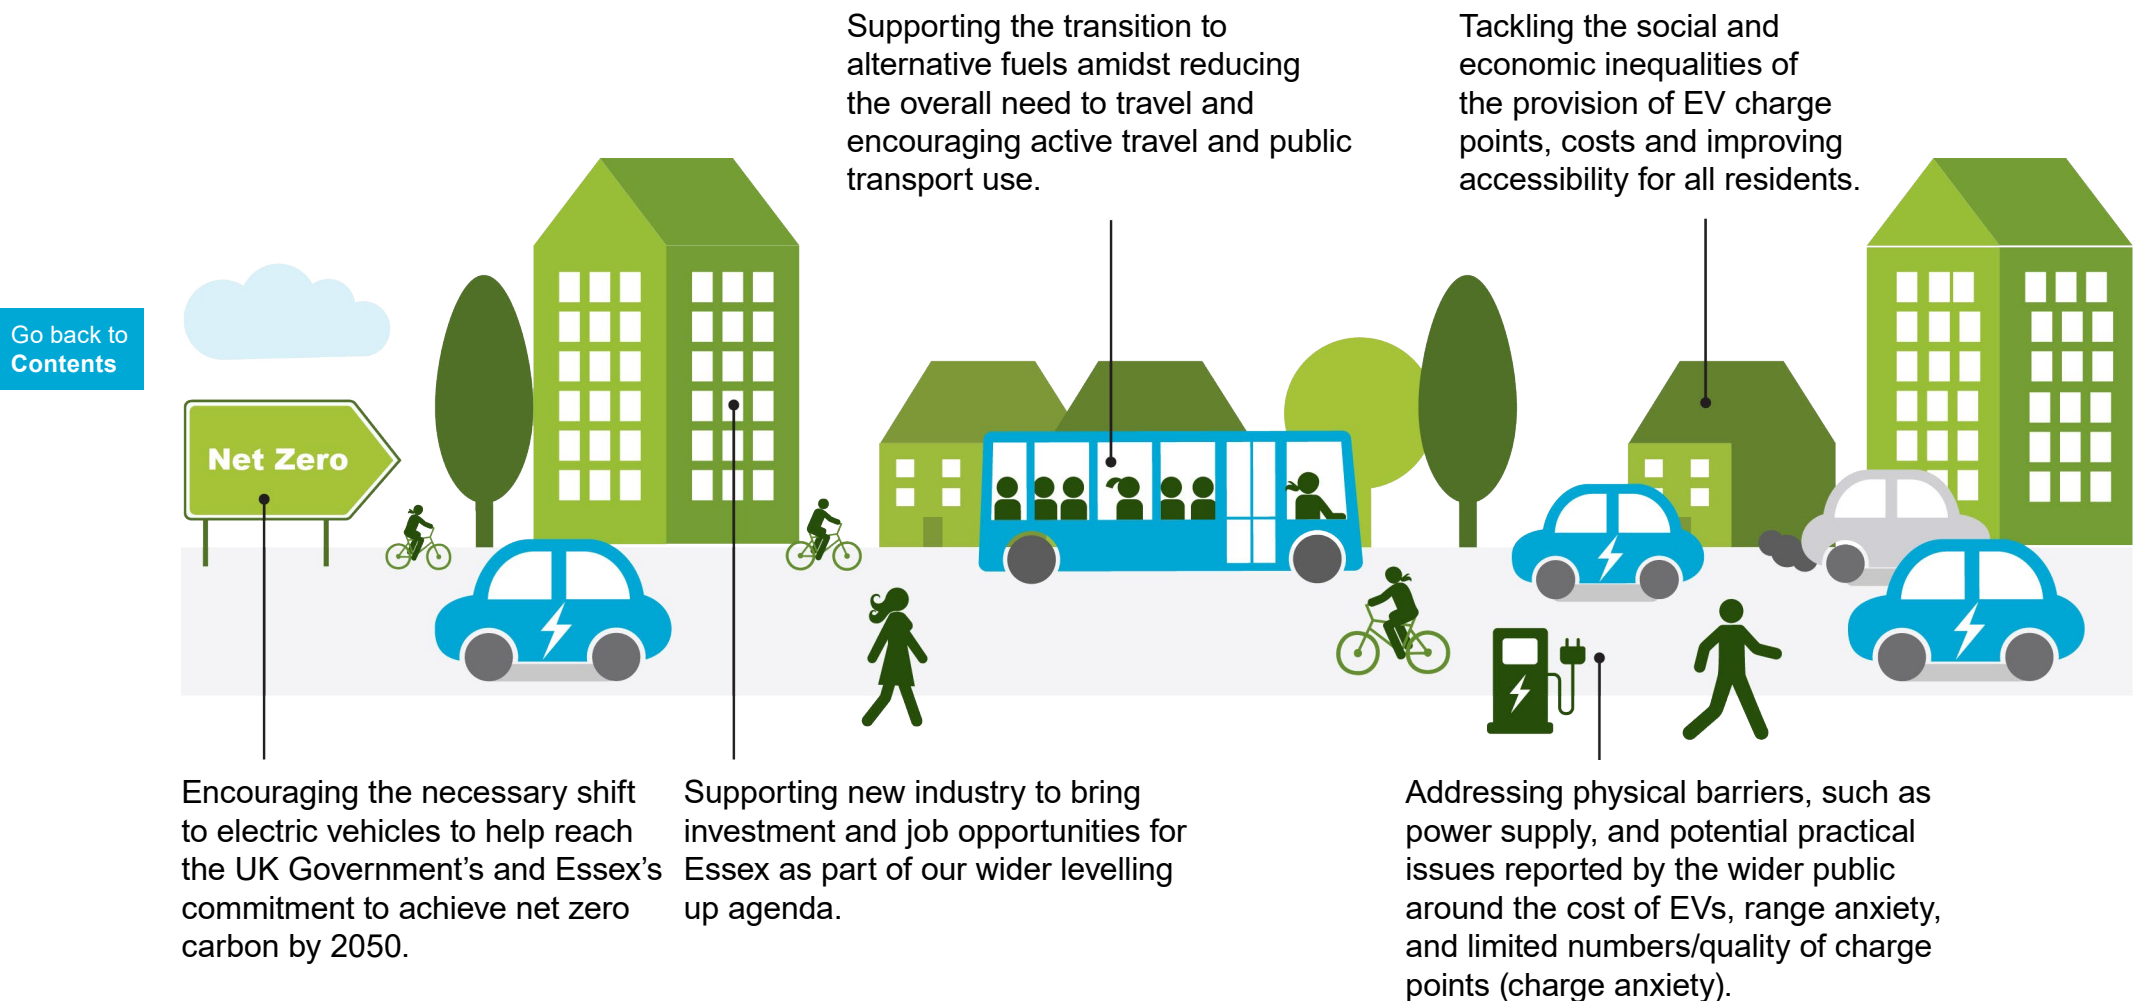 Supporting the transition to
alternative fuels amidst reducing
the overall need to travel and
encouraging active travel and public
transport use.
Tackling the social and
economic inequalities of
the provision of EV charge
points, costs and improving
accessibility for all residents.
Go back to
Contents
Net Zero
Encouraging the necessary shift
to electric vehicles to help reach
the UK Government’s and Essex’s
commitment to achieve net zero
carbon by 2050.
Supporting new industry to bring
investment and job opportunities for
Essex as part of our wider levelling
up agenda.
Addressing physical barriers, such as
power supply, and potential practical
issues reported by the wider public
around the cost of EVs, range anxiety,
and limited numbers/quality of charge
points (charge anxiety).